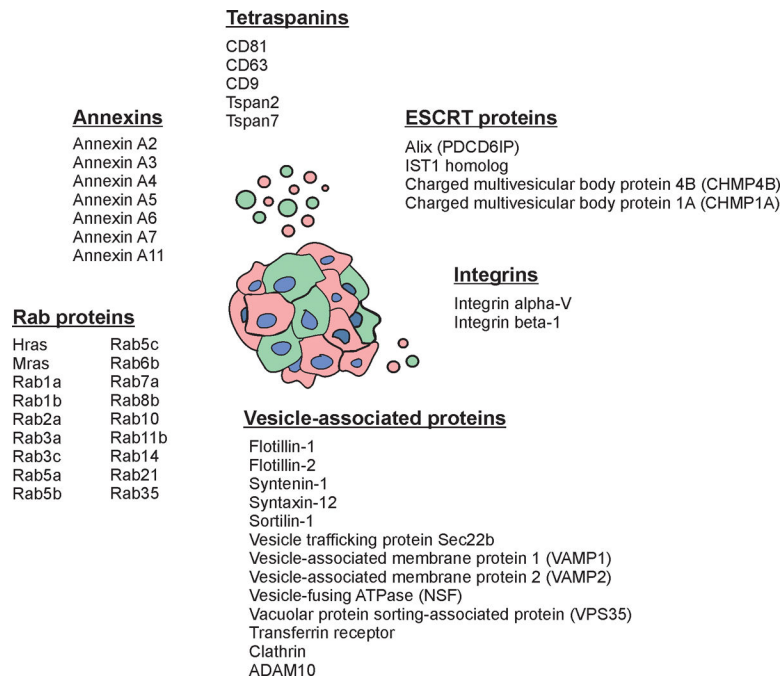 Tetraspanins
CD81
CD63
CD9
Tspan2
Tspan7
Annexins
Annexin A2
Annexin A3
Annexin A4
Annexin A5
Annexin A6
Annexin A7
Annexin A11
ESCRT proteins
Alix (PDCD6IP)
IST1 homolog
Charged multivesicular body protein 4B (CHMP4B)
Charged multivesicular body protein 1A (CHMP1A)
Integrins
Integrin alpha-V
Integrin beta-1
Rab proteins
Hras
Mras
Rab1a
Rab1b
Rab2a
Rab3a
Rab3c
Rab5a
Rab5b
Rab5c
Rab6b
Rab7a
Rab8b
Rab10
Rab11b
Rab14
Rab21
Rab35
Vesicle-associated proteins
Flotillin-1
Flotillin-2
Syntenin-1
Syntaxin-12
Sortilin-1
Vesicle trafficking protein Sec22b
Vesicle-associated membrane protein 1 (VAMP1)
Vesicle-associated membrane protein 2 (VAMP2)
Vesicle-fusing ATPase (NSF)
Vacuolar protein sorting-associated protein (VPS35)
Transferrin receptor
Clathrin
ADAM10